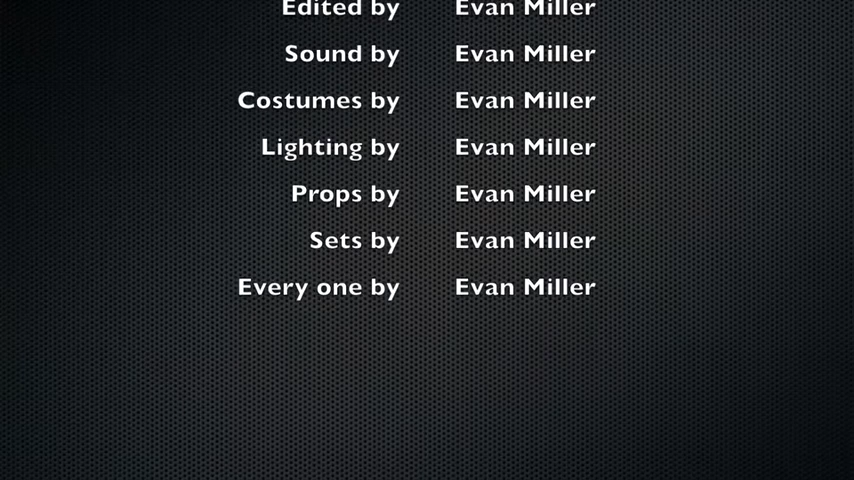 Edited by Evan Miller
Sound by Evan Miller
Costumes by Evan Miller
Lighting by Evan Miller
Props by Evan Miller
Sets by Evan Miller
Every one by Evan Miller